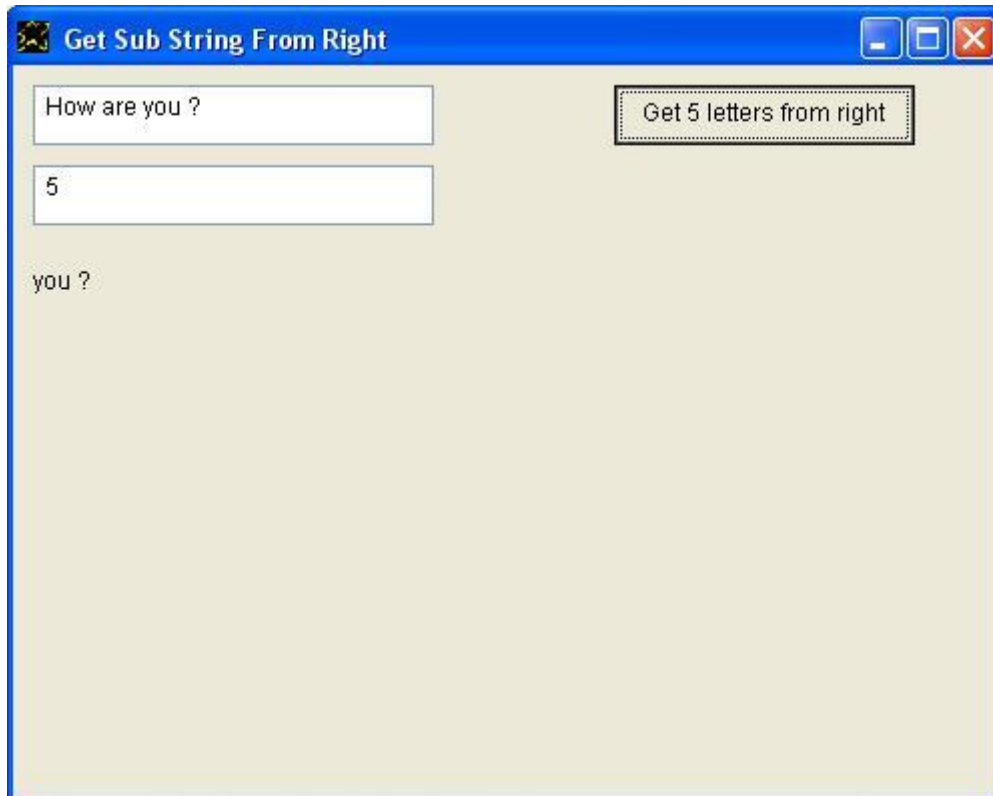 Get Sub String From Right
How are you ?
Get 5 letters from right
5
you ?